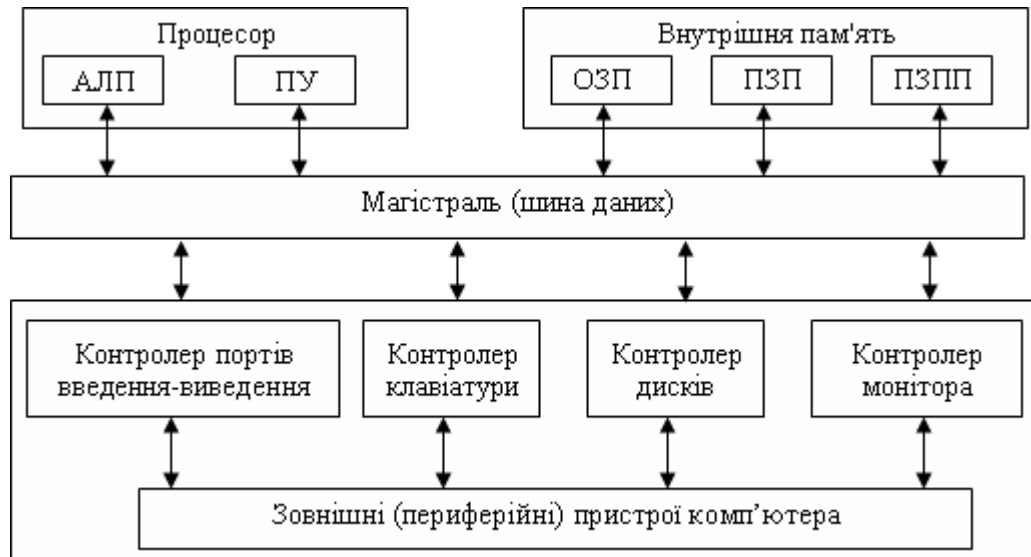 Процесор
АЛП
ПУ
Внутрішня пам'ять
ОЗП
ПЗП
ПЗПП
Магістраль (шина даних)
Контролер портів
введення-виведення
Контролер
клавіатури
Контролер
дисків
Контролер
монітора
Зовнішні (периферійні) пристрої комп’ютера